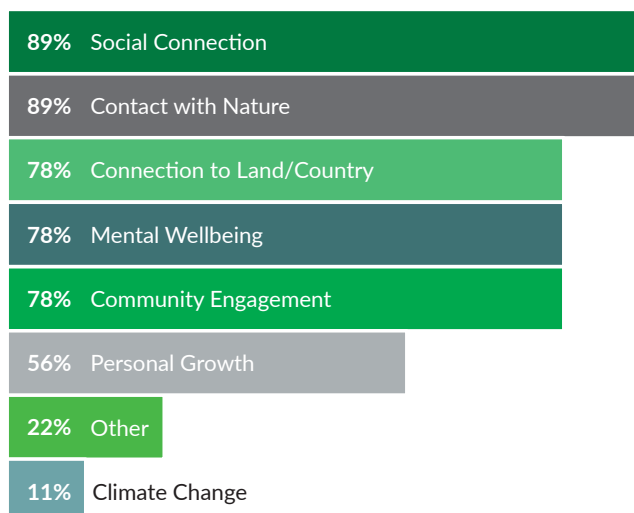 89% Social Connection
89% Contact with Nature
78% Connection to Land/Country
78% Mental Wellbeing
78% Community Engagement
56% Personal Growth
22% Other
11% Climate Change